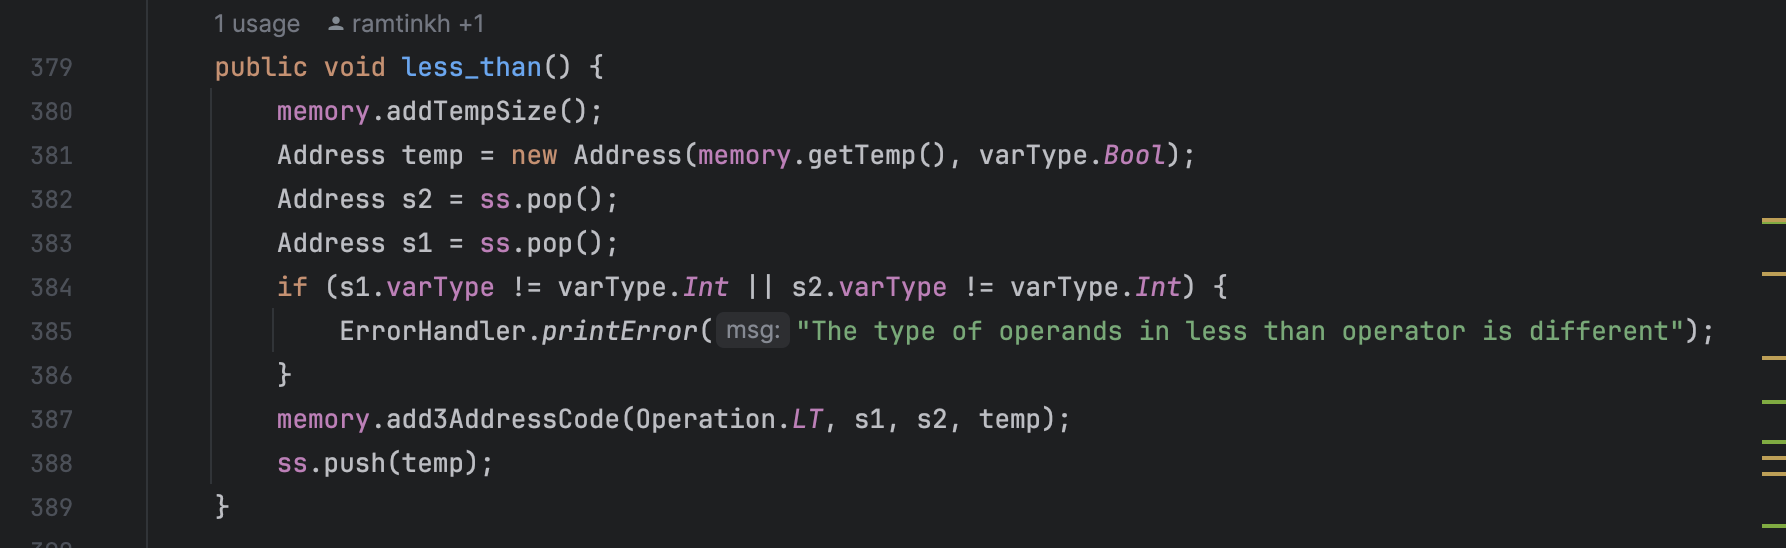 1 usage ramtinkh +1
379 public void less_than() {
380 memory.addTempSize();
381 Address temp = new Address(memory.getTemp(), varType.Bool);
382 Address s2 = ss.pop();
383 Address s1 = ss.pop();
384 if (s1.varType != varType.Int || s2.varType != varType.Int) {
385 ErrorHandler.printError( msg: "The type of operands in less than operator is different");
386 }
387 memory.add3AddressCode(Operation.LT, s1, s2, temp);
388 ss.push(temp);
389 }